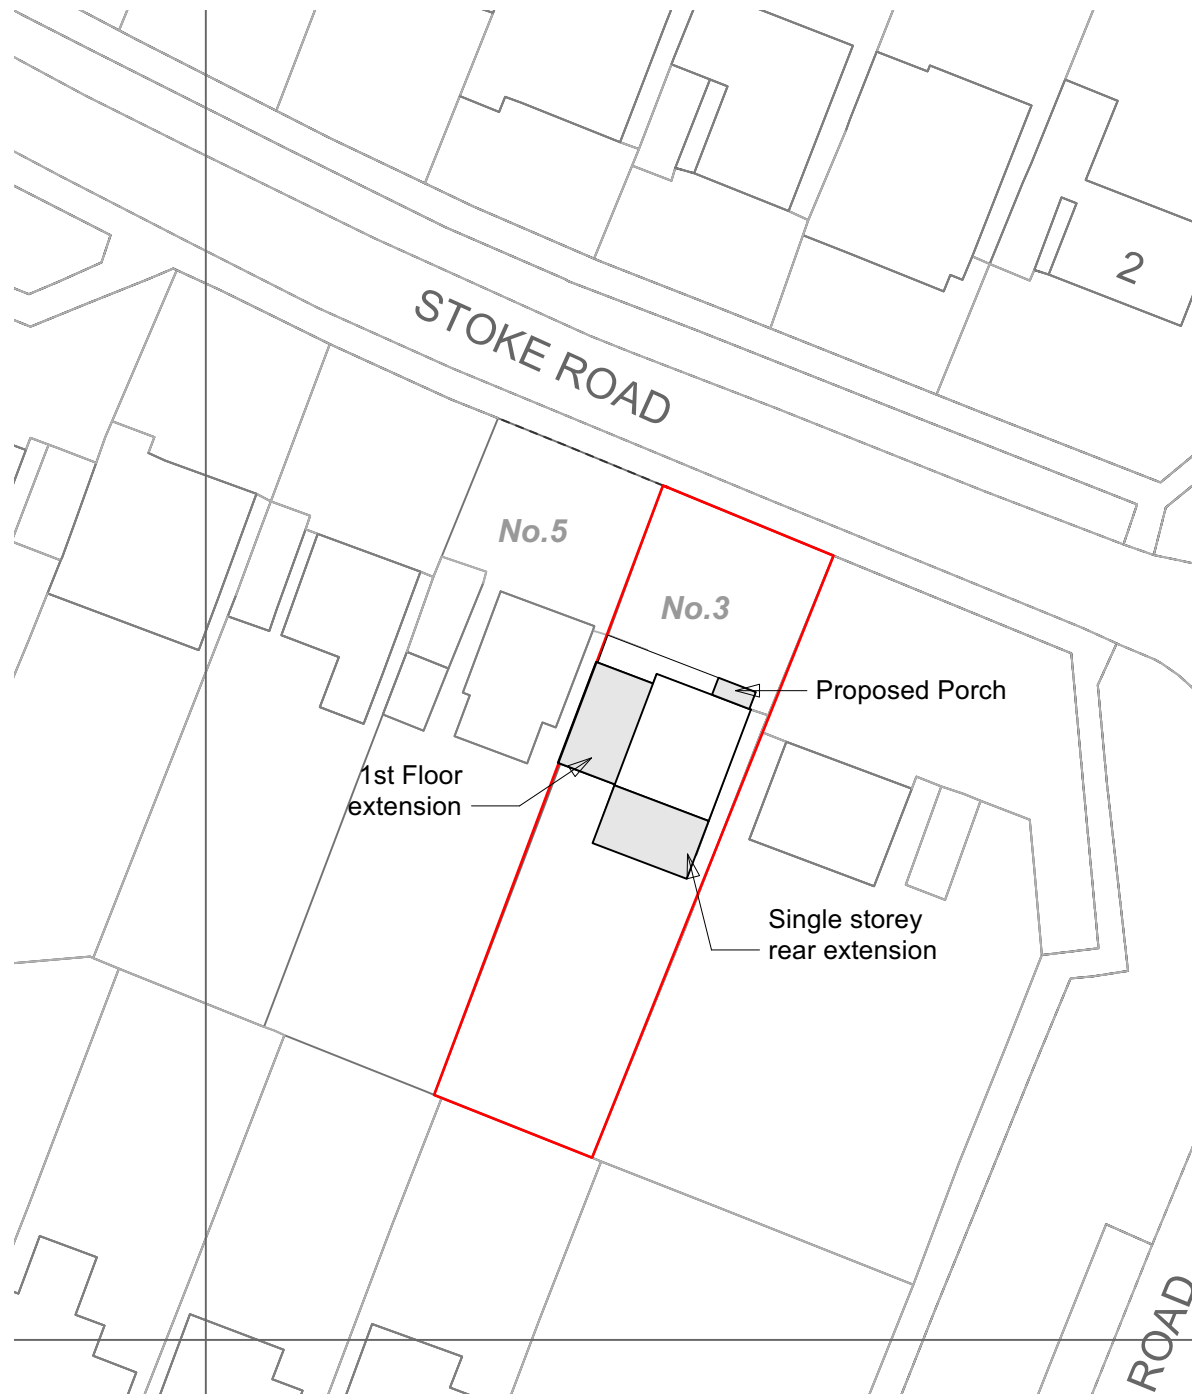 2
STOKE ROAD
No.5
No.3
Proposed Porch
1st Floor
extension
Single storey
rear extension
ROAD